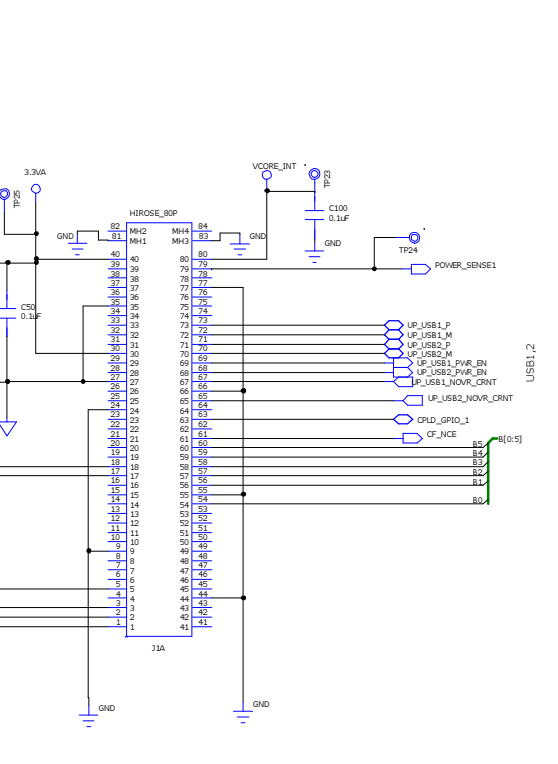 3.3VA
TP25
VCORE_INT
TP23
C100
0.1uF
GND
TP24
POWER_SENSE1
HIROSE_80P
GND
GND
C50
0.1uF
82 MH2 MH4 84
81 MH1 MH3 83
40 40 80 80
39 39 79 79
38 38 78 78
37 37 77 77
36 36 76 76
35 35 75 75
34 34 74 74
33 33 73 73 UP_USB1_P
32 32 72 72 UP_USB1_M
31 31 71 71 UP_USB2_P
30 30 70 70 UP_USB2_M
29 29 69 69 UP_USB1_PWR_EN
28 28 68 68 UP_USB2_PWR_EN
27 27 67 67 UP_USB1_NOVR_CRNT
26 26 66 66
25 25 65 65 UP_USB2_NOVR_CRNT
24 24 64 64
23 23 63 63 CPLD_GPIO_1
22 22 62 62
21 21 61 61 CF_NCE
20 20 60 60 B5
19 19 59 59 B4
18 18 58 58 B3
17 17 57 57 B2
16 16 56 56 B1
15 15 55 55
14 14 54 54 B0
13 13 53 53
12 12 52 52
11 11 51 51
10 10 50 50
9 9 49 49
8 8 48 48
7 7 47 47
6 6 46 46
5 5 45 45
4 4 44 44
3 3 43 43
2 2 42 42
1 1 41 41
B[0:5]
USB1,2
J1A
GND
GND